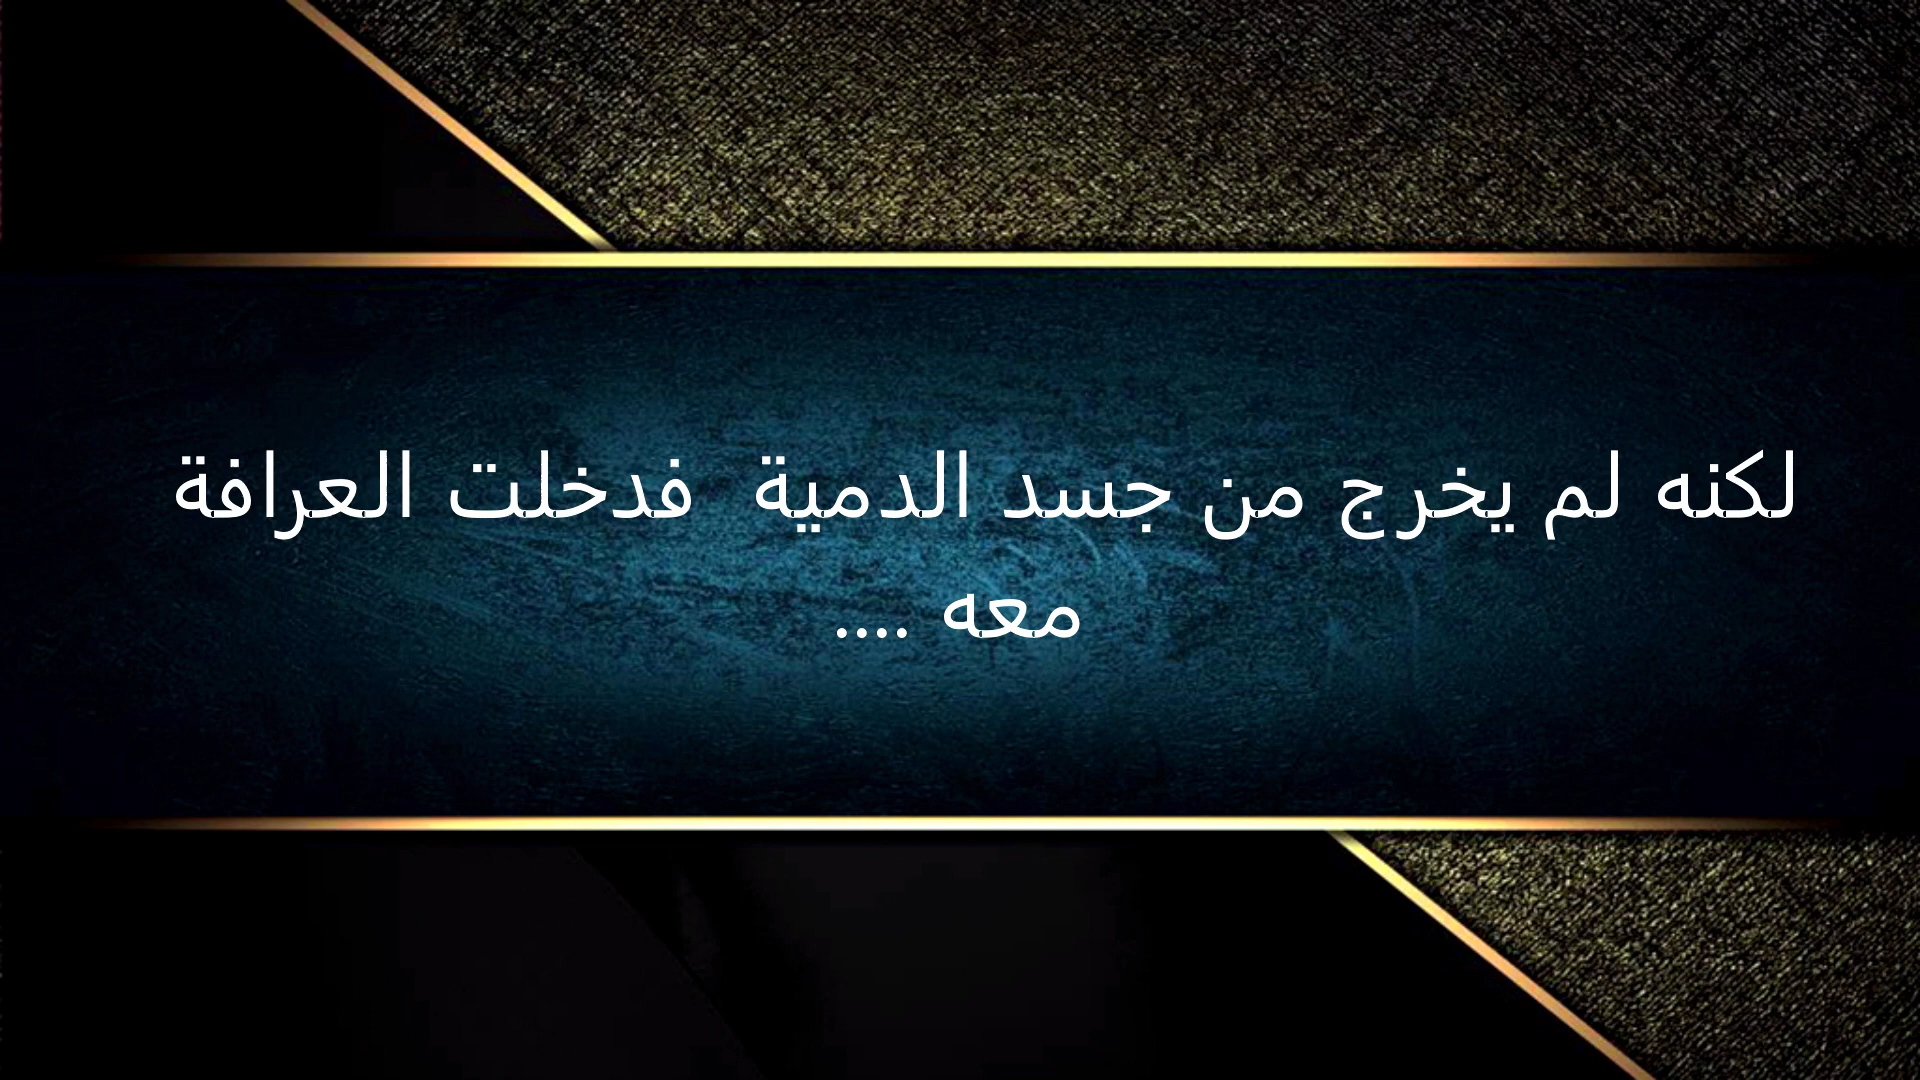 لكنه لم يخرج من جسد الدمية  فدخلت العرافة
معه ....